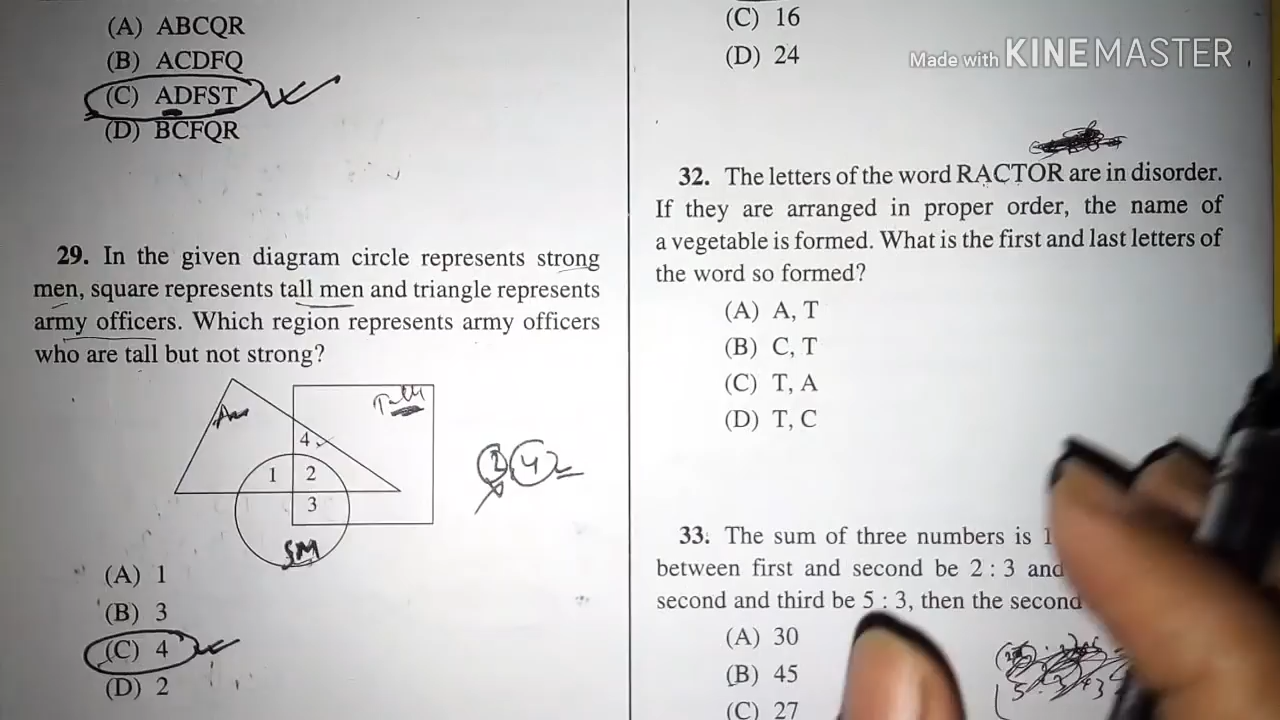 (A) ABCQR
(B) ACDFQ
(C) ADFST
(D) BCFQR
29. In the given diagram circle represents strong
men, square represents tall men and triangle represents
army officers. Which region represents army officers
who are tall but not strong?
Tall
4
1 2
3
SM
2 4
(A) 1
(B) 3
(C) 4
(D) 2
(C) 16
(D) 24
Made with KINEMASTER
32. The letters of the word RACTOR are in disorder.
If they are arranged in proper order, the name of
a vegetable is formed. What is the first and last letters of
the word so formed?
(A) A, T
(B) C, T
(C) T, A
(D) T, C
33. The sum of three numbers is 1
between first and second be 2 : 3 and
second and third be 5 : 3, then the second
(A) 30
(B) 45
(C) 27